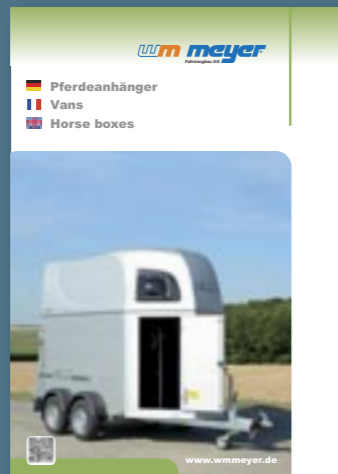 wm meyer
Fahrzeugbau AG
Pferdeanhänger
Vans
Horse boxes
www.wmmeyer.de